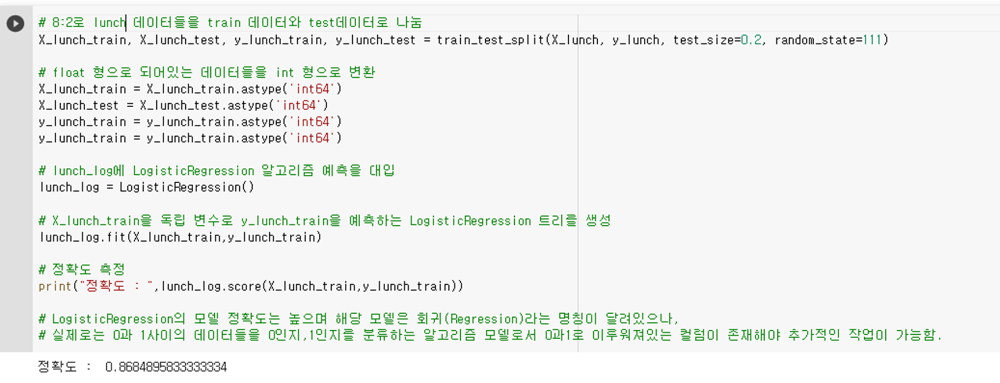 # 8:2로 lunch 데이터들을 train 데이터와 test데이터로 나눔
X_lunch_train, X_lunch_test, y_lunch_train, y_lunch_test = train_test_split(X_lunch, y_lunch, test_size=0.2, random_state=111)
# float 형으로 되어있는 데이터들을 int 형으로 변환
X_lunch_train = X_lunch_train.astype('int64')
X_lunch_test = X_lunch_test.astype('int64')
y_lunch_train = y_lunch_train.astype('int64')
y_lunch_train = y_lunch_train.astype('int64')
# lunch_log에 LogisticRegression 알고리즘 예측을 대입
lunch_log = LogisticRegression()
# X_lunch_train을 독립 변수로 y_lunch_train을 예측하는 LogisticRegression 트리를 생성
lunch_log.fit(X_lunch_train,y_lunch_train)
# 정확도 측정
print("정확도 : ",lunch_log.score(X_lunch_train,y_lunch_train))
# LogisticRegression의 모델 정확도는 높으며 해당 모델은 회귀(Regression)라는 명칭이 달려있으나,
# 실제로는 0과 1사이의 데이터들을 0인지,1인지를 분류하는 알고리즘 모델로서 0과1로 이루워져있는 컬럼이 존재해야 추가적인 작업이 가능함.
정확도 : 0.8684895833333334